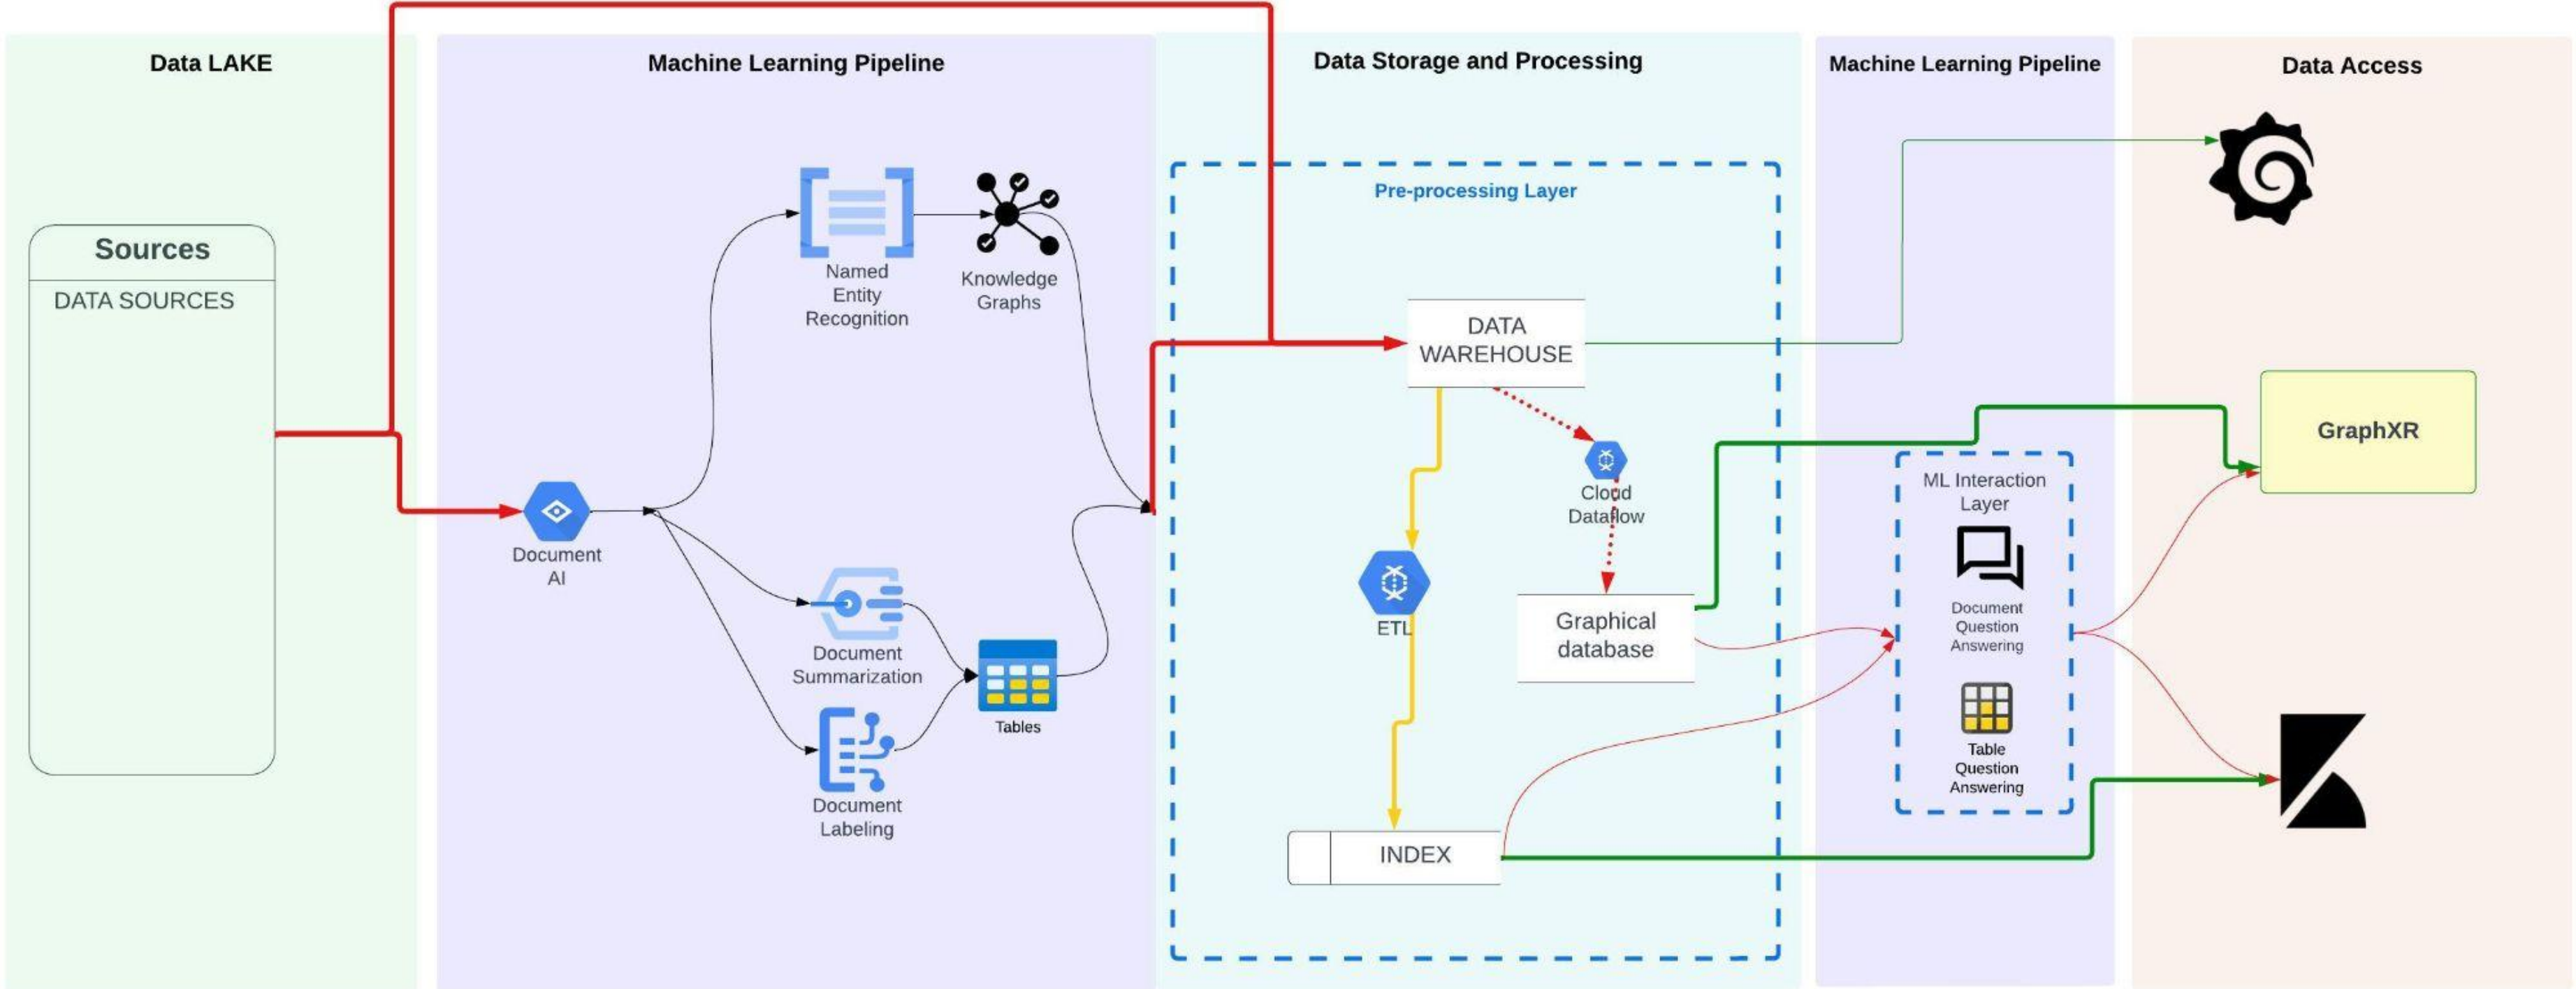 Data LAKE
Machine Learning Pipeline
Data Storage and Processing
Machine Learning Pipeline
Data Access
Sources
DATA SOURCES
Document
AI
Named
Entity
Recognition
Knowledge
Graphs
Document
Summarization
Document
Labeling
Tables
Pre-processing Layer
DATA
WAREHOUSE
Cloud
Dataflow
ETL
Graphical
database
INDEX
ML Interaction
Layer
Document
Question
Answering
Table
Question
Answering
GraphXR